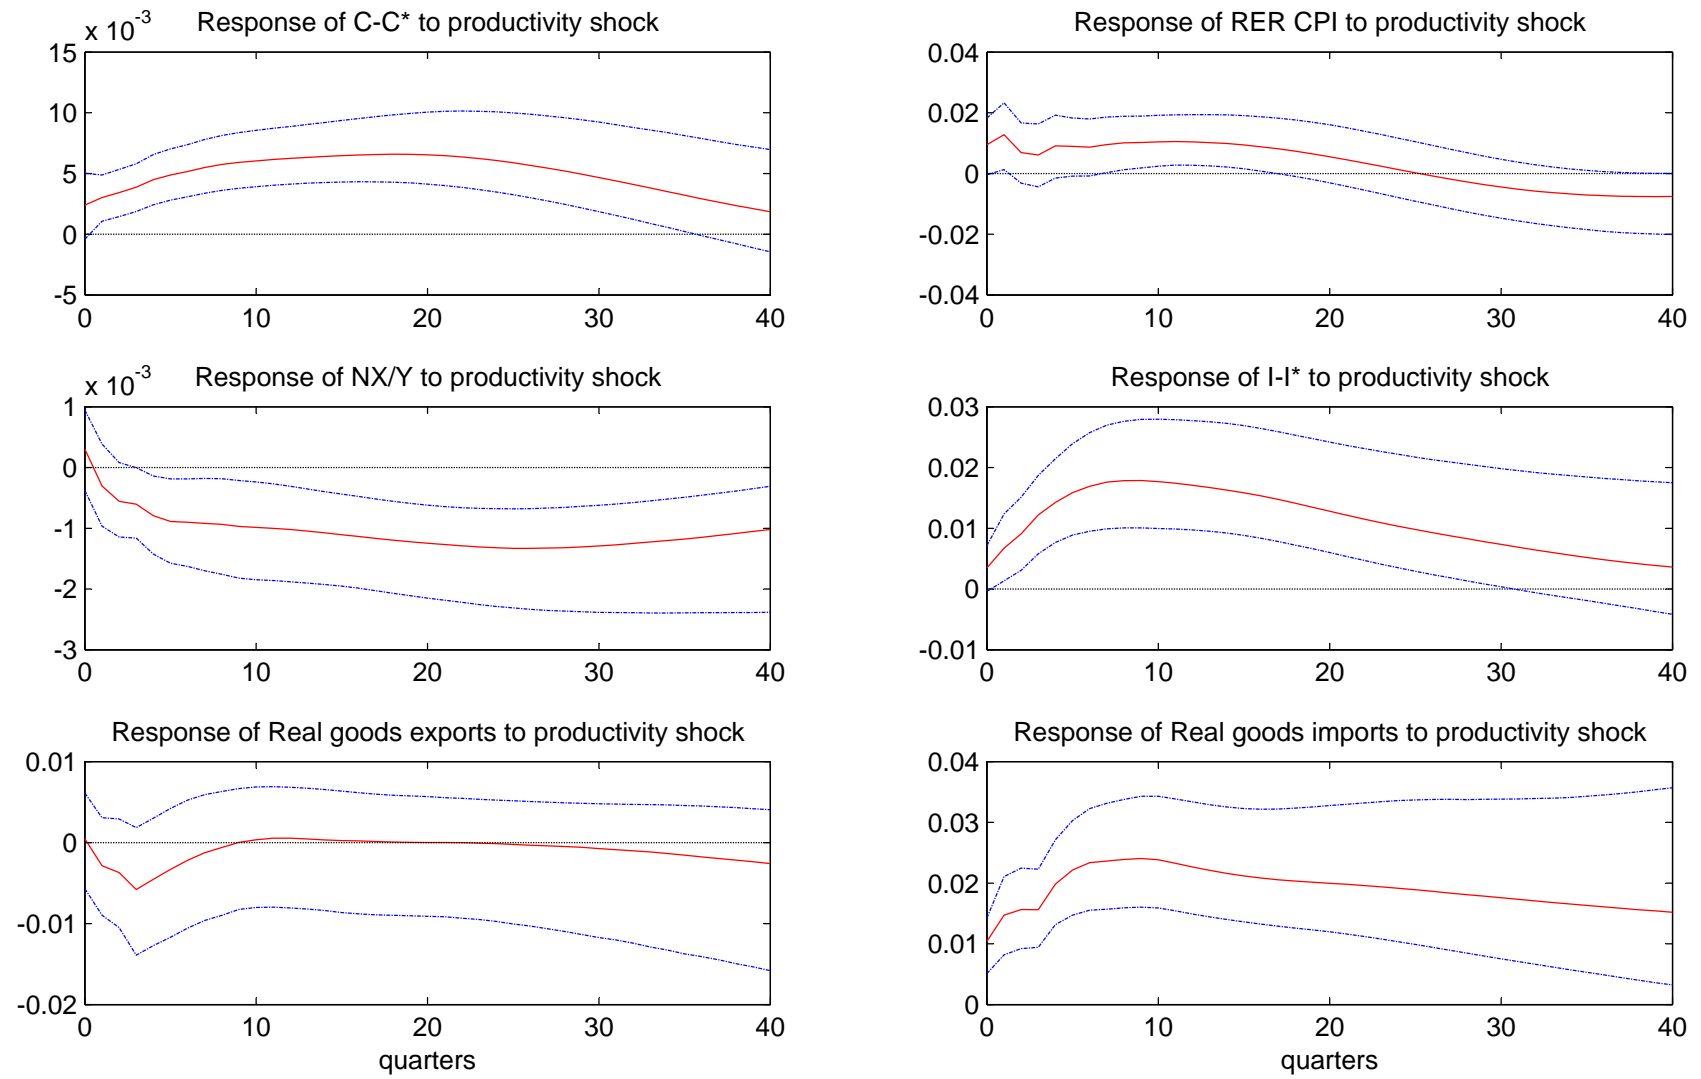 x 10-3
Response of C-C* to productivity shock
15
10
5
0
-5
0 10 20 30 40
Response of RER CPI to productivity shock
0.04
0.02
0
-0.02
-0.04
0 10 20 30 40
x 10-3
Response of NX/Y to productivity shock
1
0
-1
-2
-3
0 10 20 30 40
Response of I-I* to productivity shock
0.03
0.02
0.01
0
-0.01
0 10 20 30 40
Response of Real goods exports to productivity shock
0.01
0
-0.01
-0.02
0 10 20 30 40
quarters
Response of Real goods imports to productivity shock
0.04
0.03
0.02
0.01
0
0 10 20 30 40
quarters